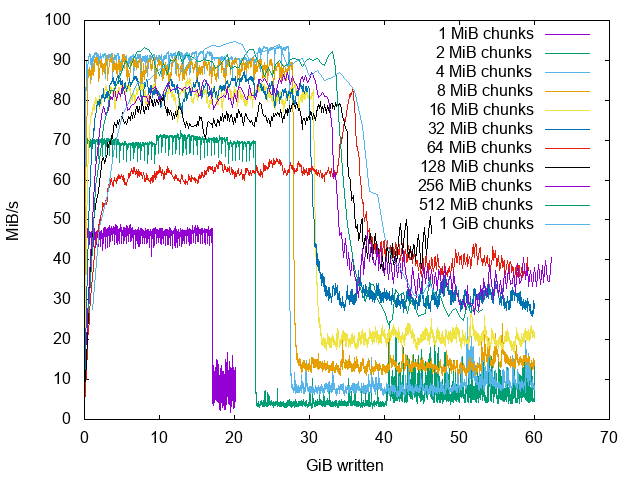 100
90
80
70
60
50
40
30
20
10
0
MiB/s
1 MiB chunks
2 MiB chunks
4 MiB chunks
8 MiB chunks
16 MiB chunks
32 MiB chunks
64 MiB chunks
128 MiB chunks
256 MiB chunks
512 MiB chunks
1 GiB chunks
0 10 20 30 40 50 60 70
GiB written